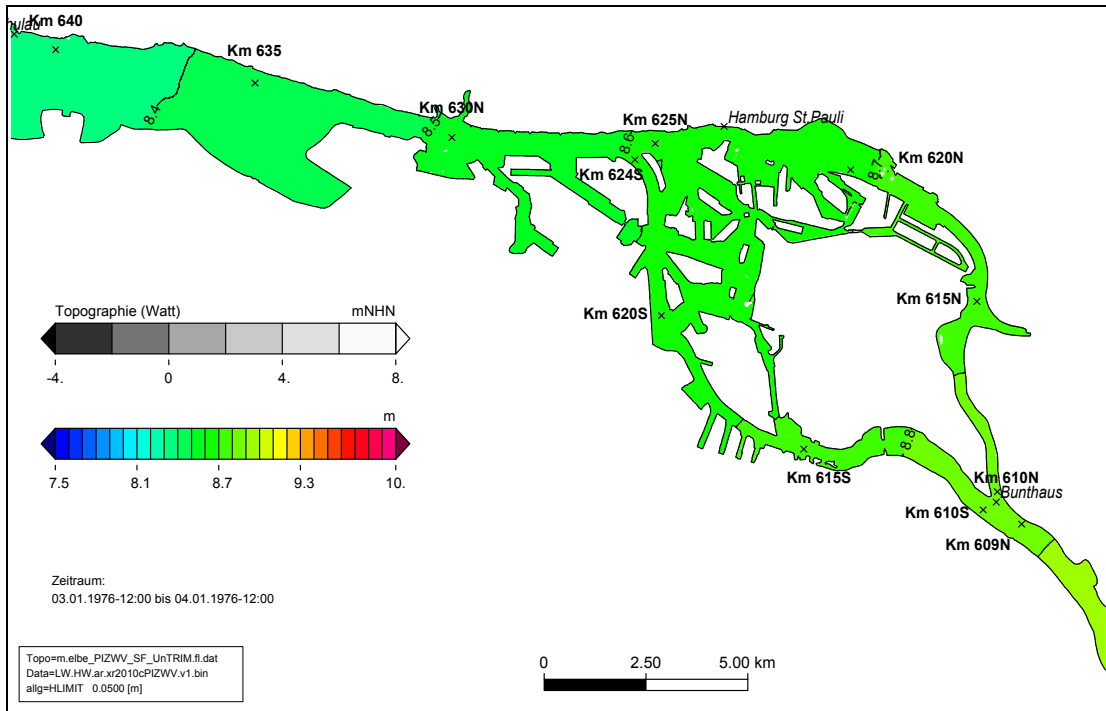 Km 640
Km 635
8.4
Km 630N
8.5
Km 625N
Hamburg St.Pauli
8.6
Km 624S
Km 620N
8.7
Km 615N
Km 620S
Topographie (Watt) mNHN
-4. 0 4. 8.
m
7.5 8.1 8.7 9.3 10.
8.8
Km 615S
Km 610N
Bunthaus
Km 610S
Km 609N
Zeitraum:
03.01.1976-12:00 bis 04.01.1976-12:00
Topo=m.elbe_PIZWV_SF_UnTRIM.fl.dat
Data=LW.HW.ar.xr2010cPIZWV.v1.bin
allg=HLIMIT 0.0500 [m]
0 2.50 5.00 km